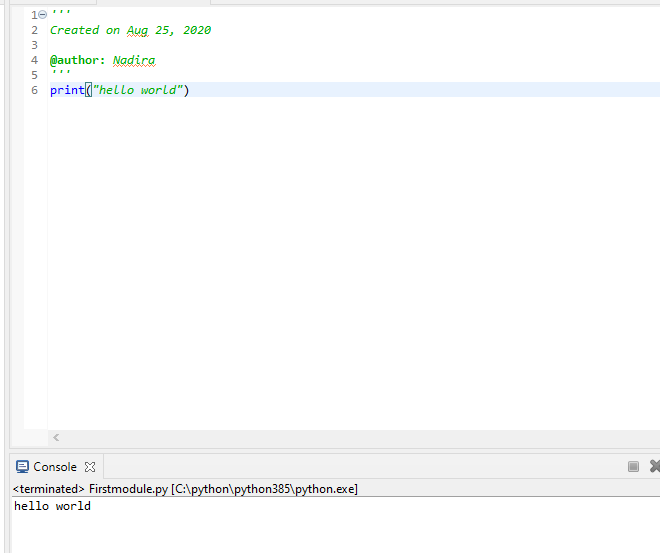 1 '''
2 Created on Aug 25, 2020
3
4 @author: Nadira
5 '''
6 print("hello world")
Console
<terminated> Firstmodule.py [C:\python\python385\python.exe]
hello world